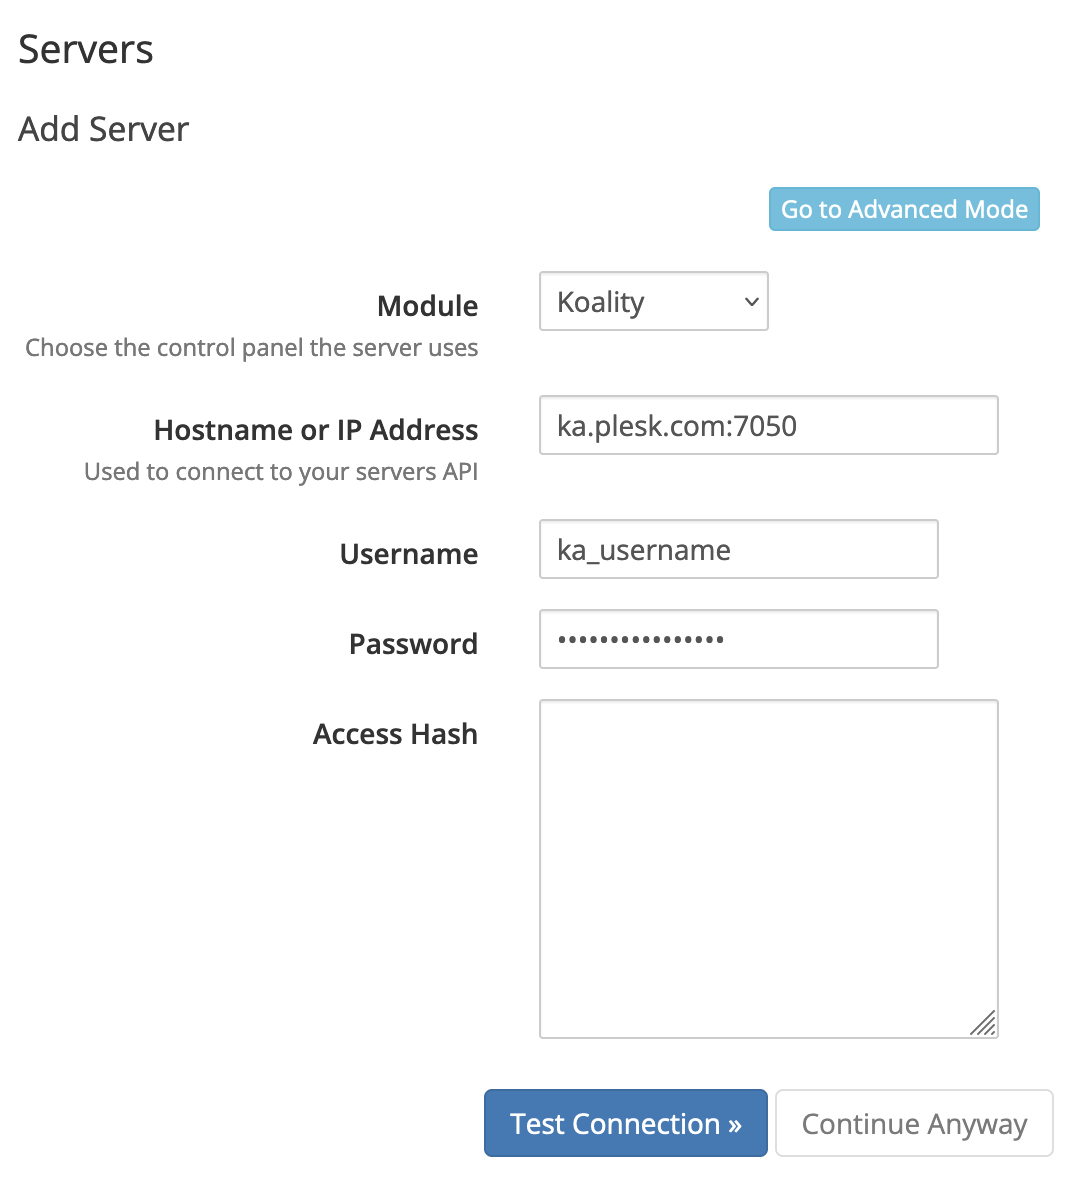 Servers
Add Server
Go to Advanced Mode
Module
Koality
Choose the control panel the server uses
Hostname or IP Address
ka.plesk.com:7050
Used to connect to your servers API
Username
ka_username
Password
••••••••••••••••
Access Hash
Test Connection »
Continue Anyway